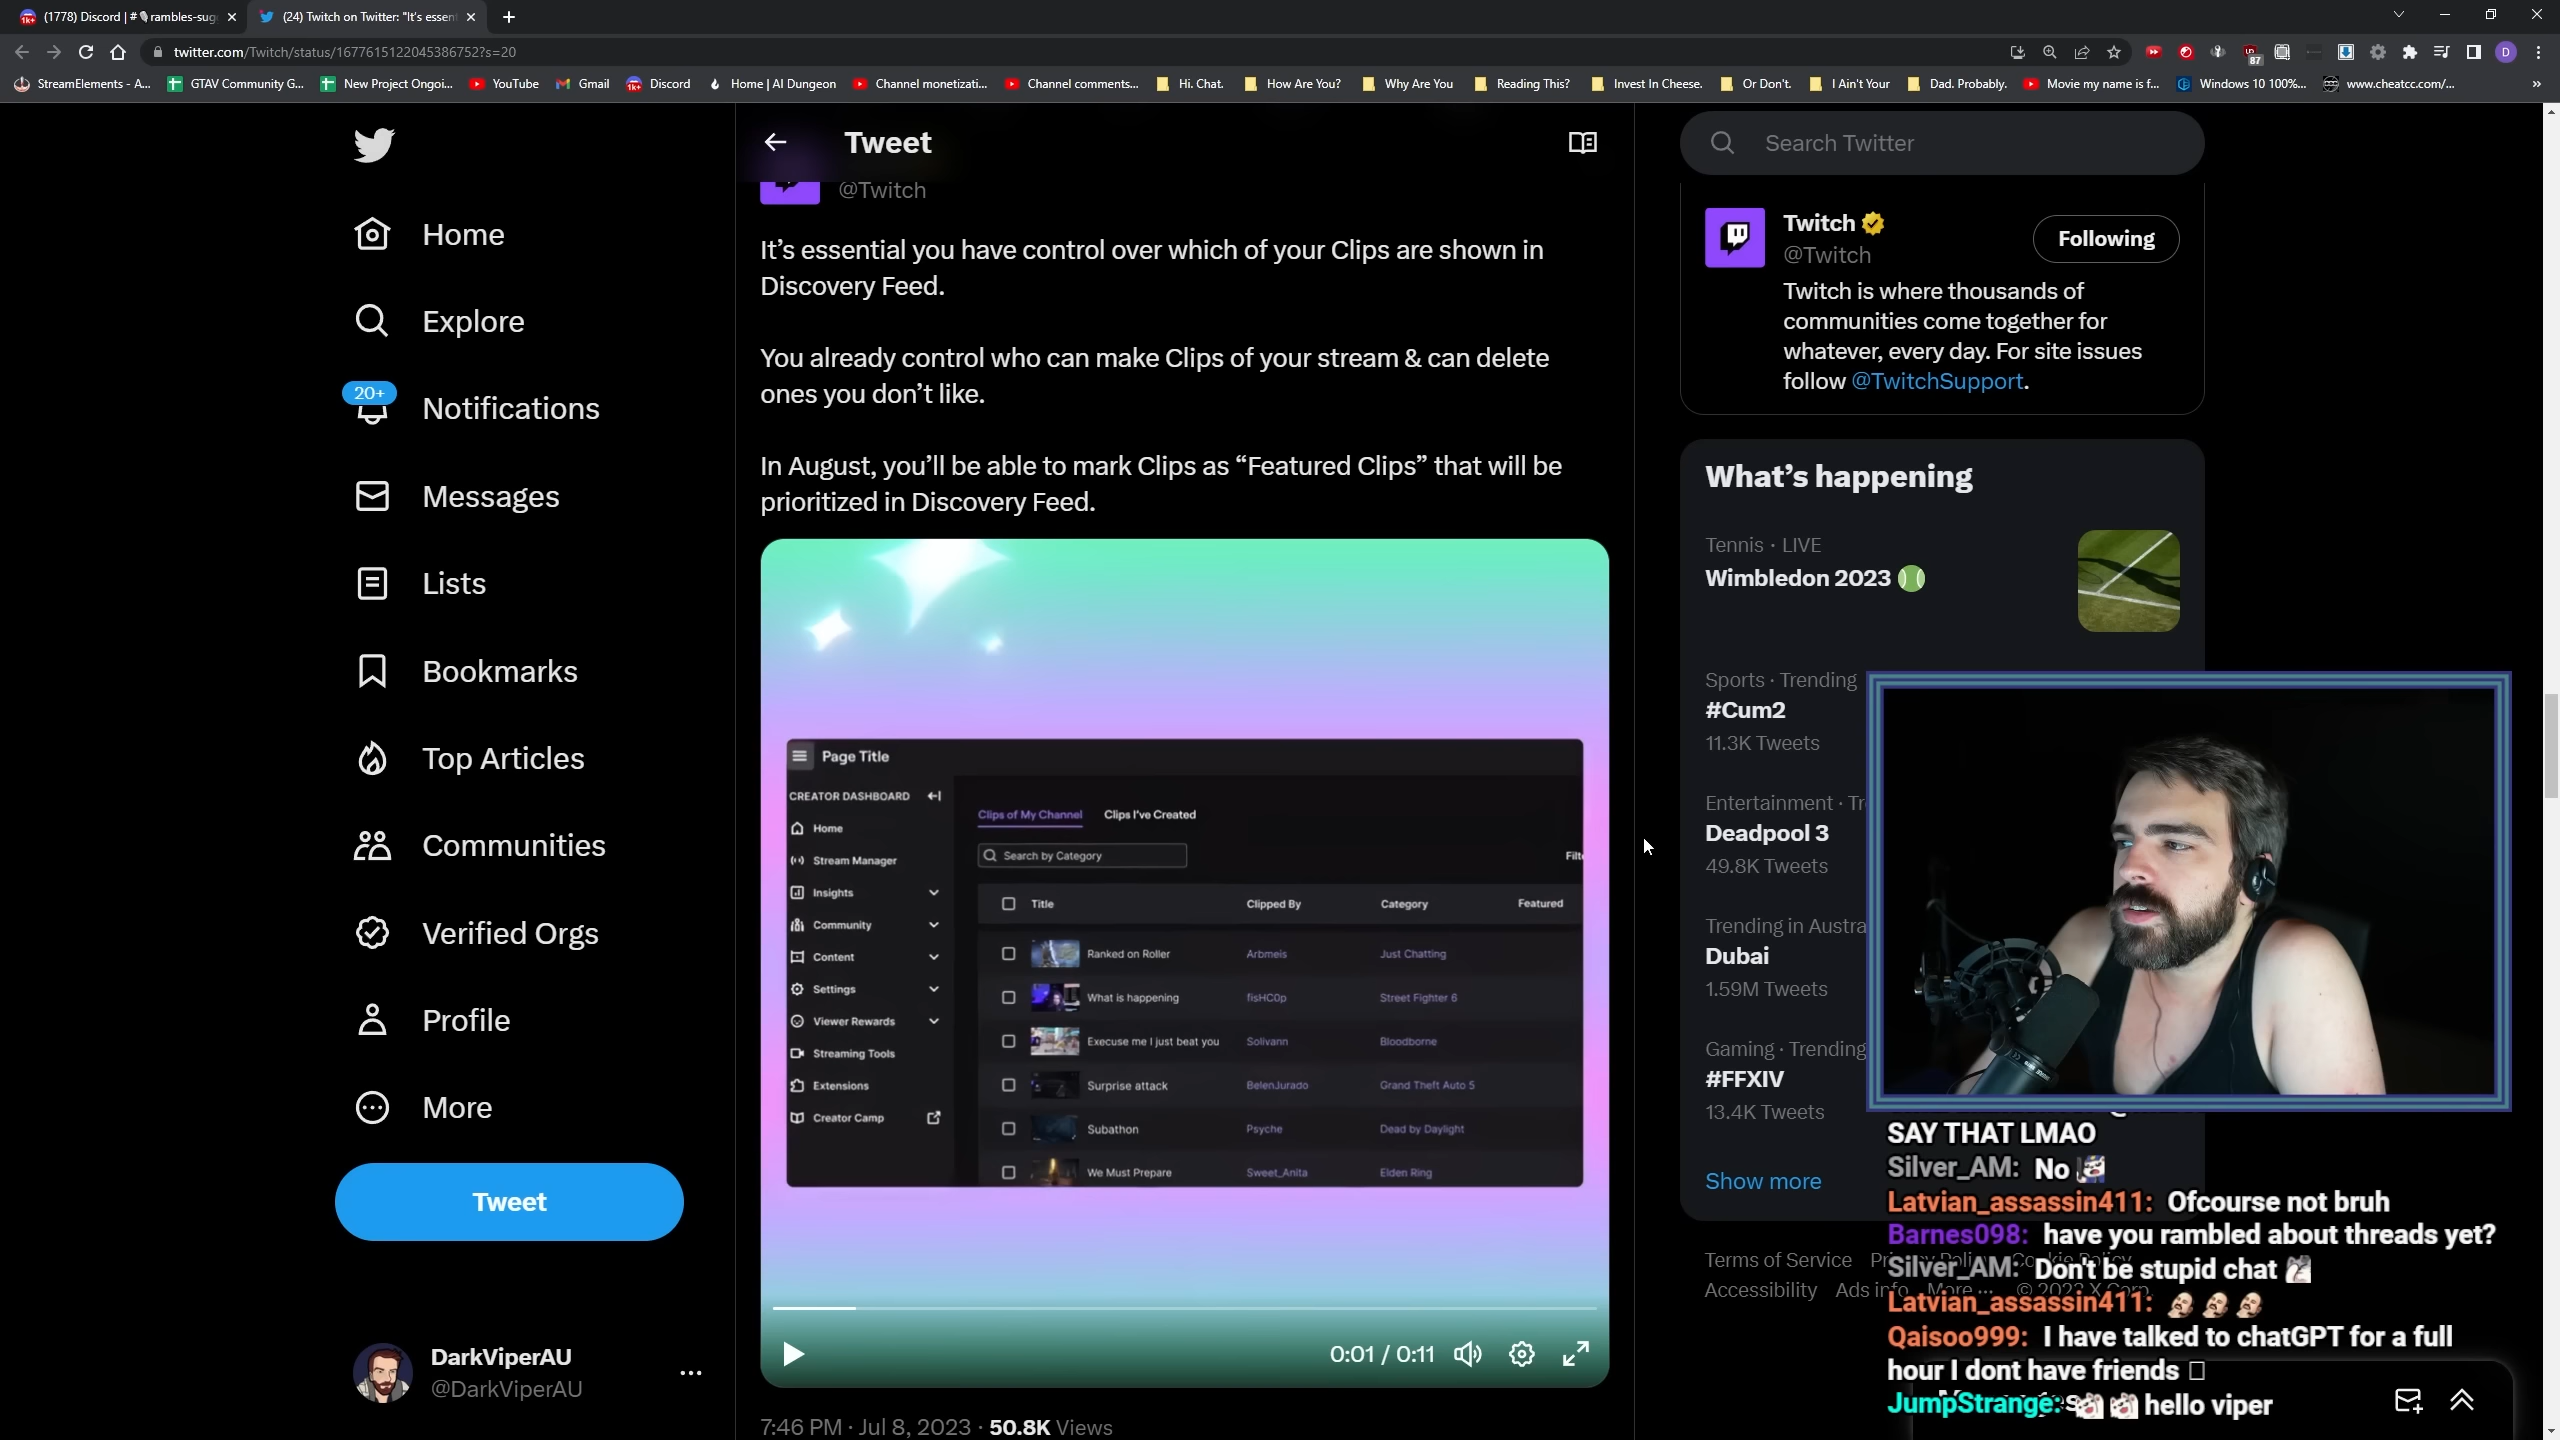 (1778) Discord | #
rambles-sug
(24) Twitch on Twitter: "It's essen
twitter.com/Twitch/status/1677615122045386752?s=20
87
D
StreamElements - A...
GTAV Community G...
New Project Ongoi...
YouTube
Gmail
Discord
Home | AI Dungeon
Channel monetizati...
Channel comments...
Hi. Chat.
How Are You?
Why Are You
Reading This?
Invest In Cheese.
Or Don't.
I Ain't Your
Dad. Probably.
Movie my name is f...
Windows 10 100%...
www.cheatcc.com/...
Home
Explore
20+
Notifications
Messages
Lists
Bookmarks
Top Articles
Communities
Verified Orgs
Profile
More
Tweet
DarkViperAU
@DarkViperAU
Tweet
@Twitch
It's essential you have control over which of your Clips are shown in
Discovery Feed.
You already control who can make Clips of your stream & can delete
ones you don't like.
In August, you'll be able to mark Clips as “Featured Clips” that will be
prioritized in Discovery Feed.
Page Title
CREATOR DASHBOARD
Home
Stream Manager
Insights
Community
Content
Settings
Viewer Rewards
Streaming Tools
Extensions
Creator Camp
Clips of My Channel
Clips I've Created
Search by Category
Filt
Title
Clipped By
Category
Featured
Ranked on Roller
Arbmeis
Just Chatting
What is happening
fisHC0p
Street Fighter 6
Execuse me I just beat you
Solivann
Bloodborne
Surprise attack
BelenJurado
Grand Theft Auto 5
Subathon
Psyche
Dead by Daylight
We Must Prepare
Sweet_Anita
Elden Ring
0:01 / 0:11
7:46 PM · Jul 8, 2023 · 50.8K Views
Search Twitter
Twitch
@Twitch
Following
Twitch is where thousands of
communities come together for
whatever, every day. For site issues
follow @TwitchSupport.
What's happening
Tennis · LIVE
Wimbledon 2023
Sports · Trending
#Cum2
11.3K Tweets
Entertainment · Tr
Deadpool 3
49.8K Tweets
Trending in Austra
Dubai
1.59M Tweets
Gaming · Trending
#FFXIV
13.4K Tweets
Show more
Terms of Service
Accessibility
Ads info
More ...
© 2023 X Corp.
SAY THAT LMAO
Silver_AM: No
Latvian_assassin411: Ofcourse not bruh
Barnes098: have you rambled about threads yet?
Silver_AM: Don't be stupid chat
Latvian_assassin411:
Qaisoo999: I have talked to chatGPT for a full
hour I dont have friends
JumpStrange: hello viper